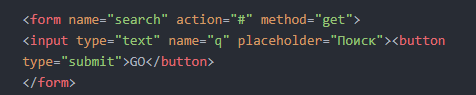 <form name="search" action="#" method="get">
<input type="text" name="q" placeholder="Поиск"><button
type="submit">GO</button>
</form>